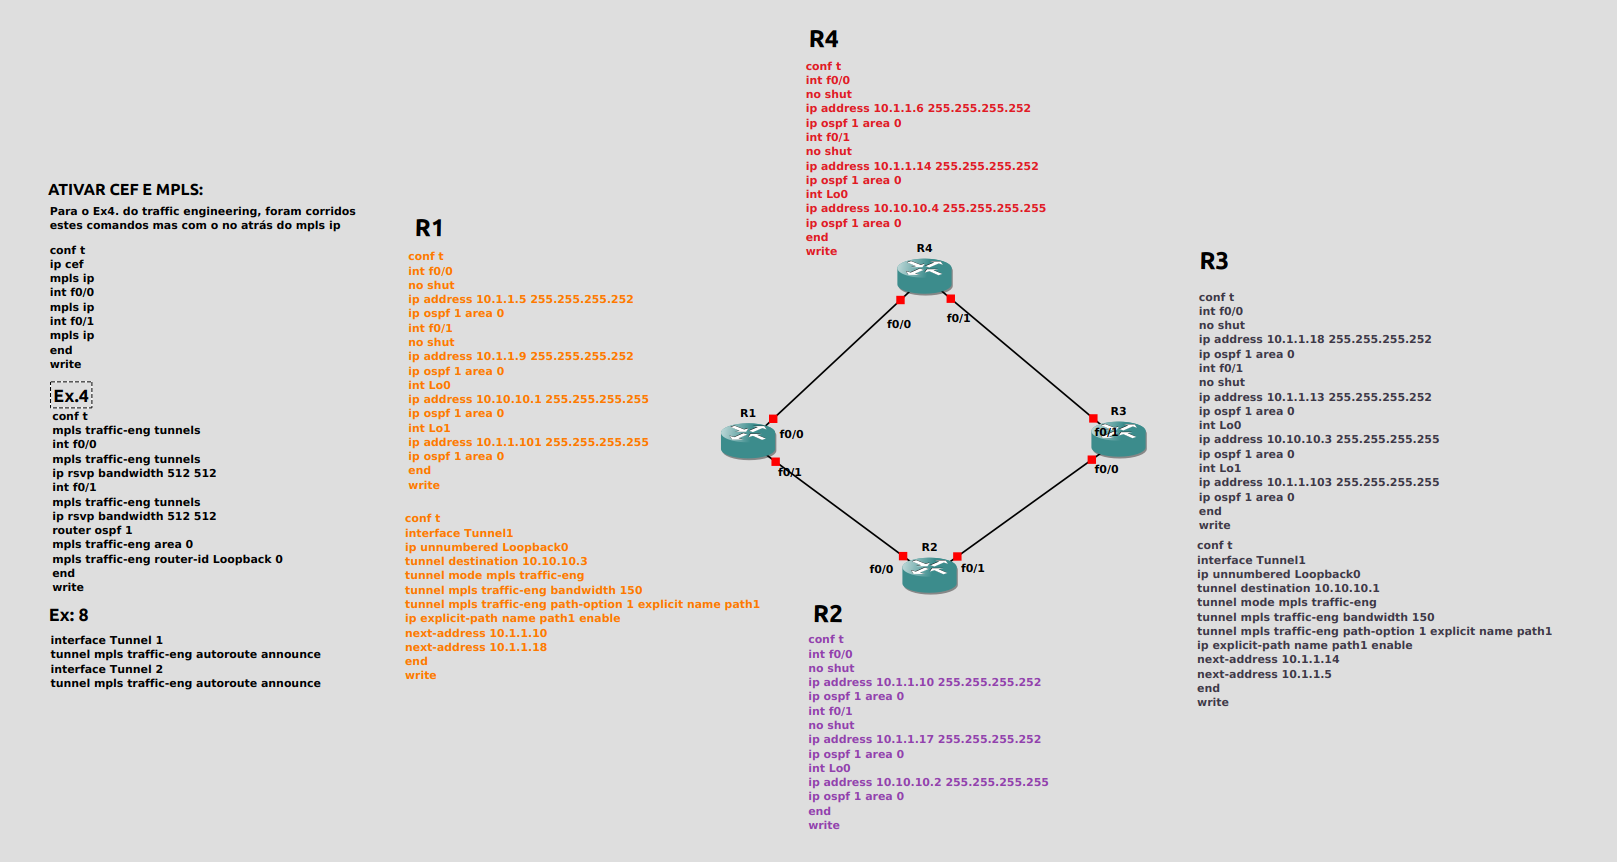 R4
conf t
int f0/0
no shut
ip address 10.1.1.6 255.255.255.252
ip ospf 1 area 0
int f0/1
no shut
ip address 10.1.1.14 255.255.255.252
ip ospf 1 area 0
int Lo0
ip address 10.10.10.4 255.255.255.255
ip ospf 1 area 0
end
write
ATIVAR CEF E MPLS:
Para o Ex4. do traffic engineering, foram corridos
estes comandos mas com o no atrás do mpls ip
conf t
ip cef
mpls ip
int f0/0
mpls ip
int f0/1
mpls ip
end
write
Ex.4
conf t
mpls traffic-eng tunnels
int f0/0
mpls traffic-eng tunnels
ip rsvp bandwidth 512 512
int f0/1
mpls traffic-eng tunnels
ip rsvp bandwidth 512 512
router ospf 1
mpls traffic-eng area 0
mpls traffic-eng router-id Loopback 0
end
write
Ex: 8
interface Tunnel 1
tunnel mpls traffic-eng autoroute announce
interface Tunnel 2
tunnel mpls traffic-eng autoroute announce
R1
conf t
int f0/0
no shut
ip address 10.1.1.5 255.255.255.252
ip ospf 1 area 0
int f0/1
no shut
ip address 10.1.1.9 255.255.255.252
ip ospf 1 area 0
int Lo0
ip address 10.10.10.1 255.255.255.255
ip ospf 1 area 0
int Lo1
ip address 10.1.1.101 255.255.255.255
ip ospf 1 area 0
end
write
conf t
interface Tunnel1
ip unnumbered Loopback0
tunnel destination 10.10.10.3
tunnel mode mpls traffic-eng
tunnel mpls traffic-eng bandwidth 150
tunnel mpls traffic-eng path-option 1 explicit name path1
ip explicit-path name path1 enable
next-address 10.1.1.10
next-address 10.1.1.18
end
write
R4
f0/0
f0/1
R1
f0/0
f0/1
R3
f0/1
f0/0
R2
f0/0
f0/1
R2
conf t
int f0/0
no shut
ip address 10.1.1.10 255.255.255.252
ip ospf 1 area 0
int f0/1
no shut
ip address 10.1.1.17 255.255.255.252
ip ospf 1 area 0
int Lo0
ip address 10.10.10.2 255.255.255.255
ip ospf 1 area 0
end
write
R3
conf t
int f0/0
no shut
ip address 10.1.1.18 255.255.255.252
ip ospf 1 area 0
int f0/1
no shut
ip address 10.1.1.13 255.255.255.252
ip ospf 1 area 0
int Lo0
ip address 10.10.10.3 255.255.255.255
ip ospf 1 area 0
int Lo1
ip address 10.1.1.103 255.255.255.255
ip ospf 1 area 0
end
write
conf t
interface Tunnel1
ip unnumbered Loopback0
tunnel destination 10.10.10.1
tunnel mode mpls traffic-eng
tunnel mpls traffic-eng bandwidth 150
tunnel mpls traffic-eng path-option 1 explicit name path1
ip explicit-path name path1 enable
next-address 10.1.1.14
next-address 10.1.1.5
end
write